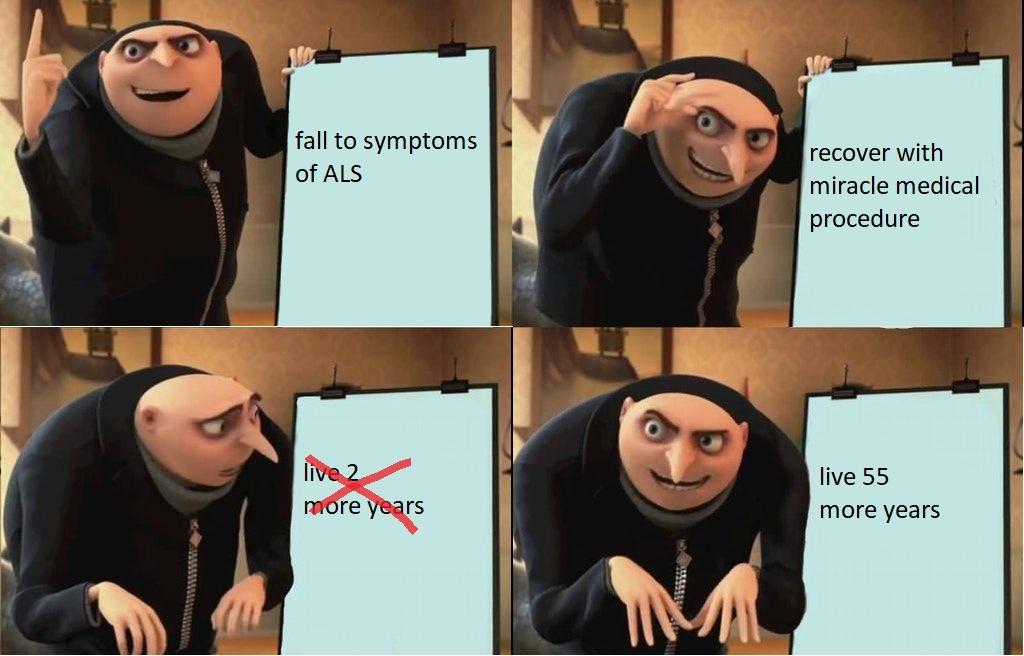 fall to symptoms
of ALS
recover with
miracle medical
procedure
live 2
more years
live 55
more years